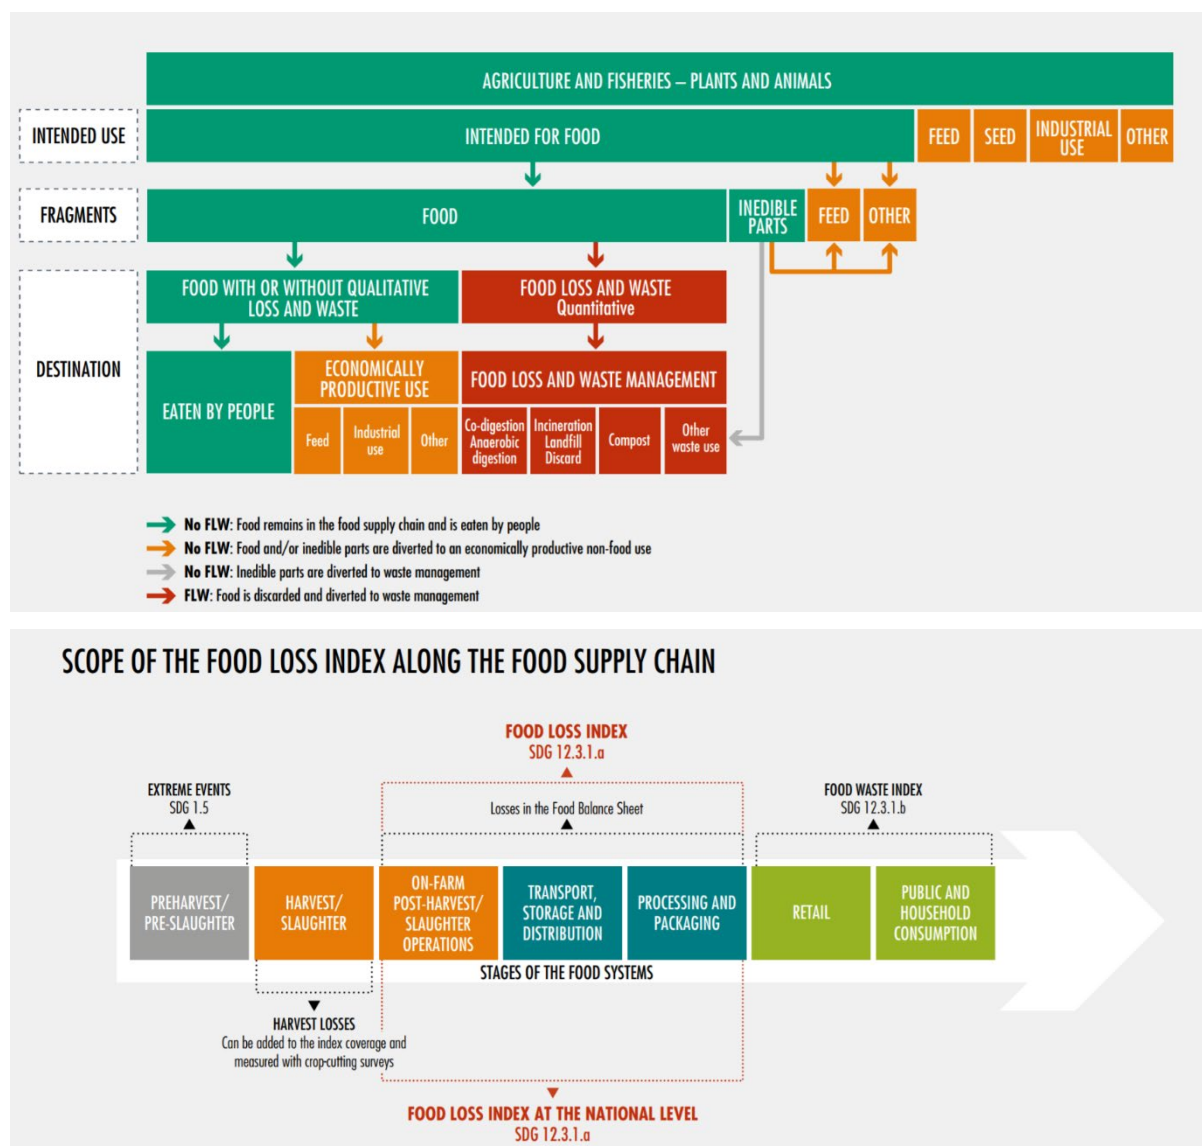 AGRICULTURE AND FISHERIES – PLANTS AND ANIMALS
INTENDED USE
INTENDED FOR FOOD
FEED
SEED
INDUSTRIAL
USE
OTHER
FRAGMENTS
FOOD
INEDIBLE
PARTS
FEED
OTHER
DESTINATION
FOOD WITH OR WITHOUT QUALITATIVE
LOSS AND WASTE
FOOD LOSS AND WASTE
Quantitative
EATEN BY PEOPLE
ECONOMICALLY
PRODUCTIVE USE
FOOD LOSS AND WASTE MANAGEMENT
Feed
Industrial
use
Other
Co-digestion
Anaerobic
digestion
Incineration
Landfill
Discard
Compost
Other
waste use
No FLW: Food remains in the food supply chain and is eaten by people
No FLW: Food and/or inedible parts are diverted to an economically productive non-food use
No FLW: Inedible parts are diverted to waste management
FLW: Food is discarded and diverted to waste management
SCOPE OF THE FOOD LOSS INDEX ALONG THE FOOD SUPPLY CHAIN
FOOD LOSS INDEX
SDG 12.3.1.a
EXTREME EVENTS
SDG 1.5
Losses in the Food Balance Sheet
FOOD WASTE INDEX
SDG 12.3.1.b
PREHARVEST/
PRE-SLAUGHTER
HARVEST/
SLAUGHTER
ON-FARM
POST-HARVEST/
SLAUGHTER
OPERATIONS
TRANSPORT,
STORAGE AND
DISTRIBUTION
PROCESSING AND
PACKAGING
RETAIL
PUBLIC AND
HOUSEHOLD
CONSUMPTION
STAGES OF THE FOOD SYSTEMS
HARVEST LOSSES
Can be added to the index coverage and
measured with crop-cutting surveys
FOOD LOSS INDEX AT THE NATIONAL LEVEL
SDG 12.3.1.a